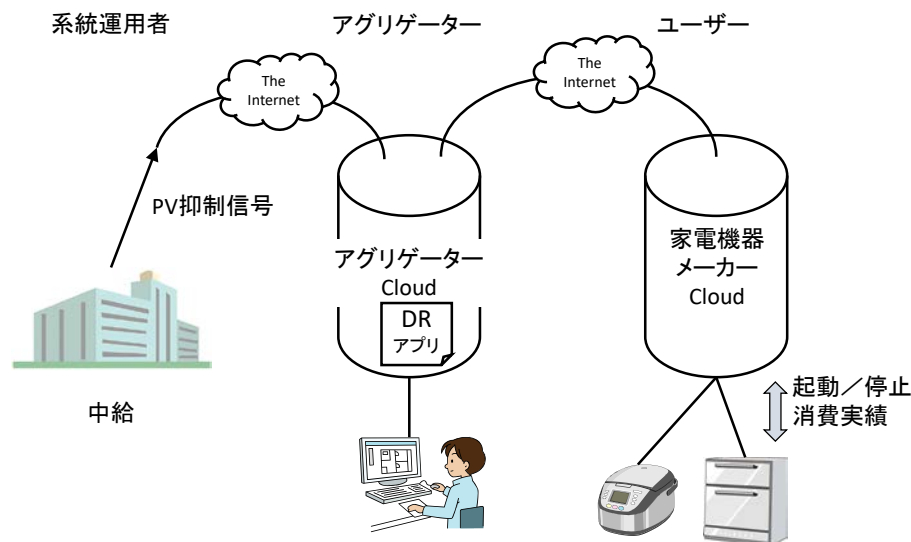 系統運用者
アグリゲーター
ユーザー
The
Internet
The
Internet
PV抑制信号
アグリゲーター
Cloud
DR
アプリ
家電機器
メーカー
Cloud
中給
起動／停止
消費実績